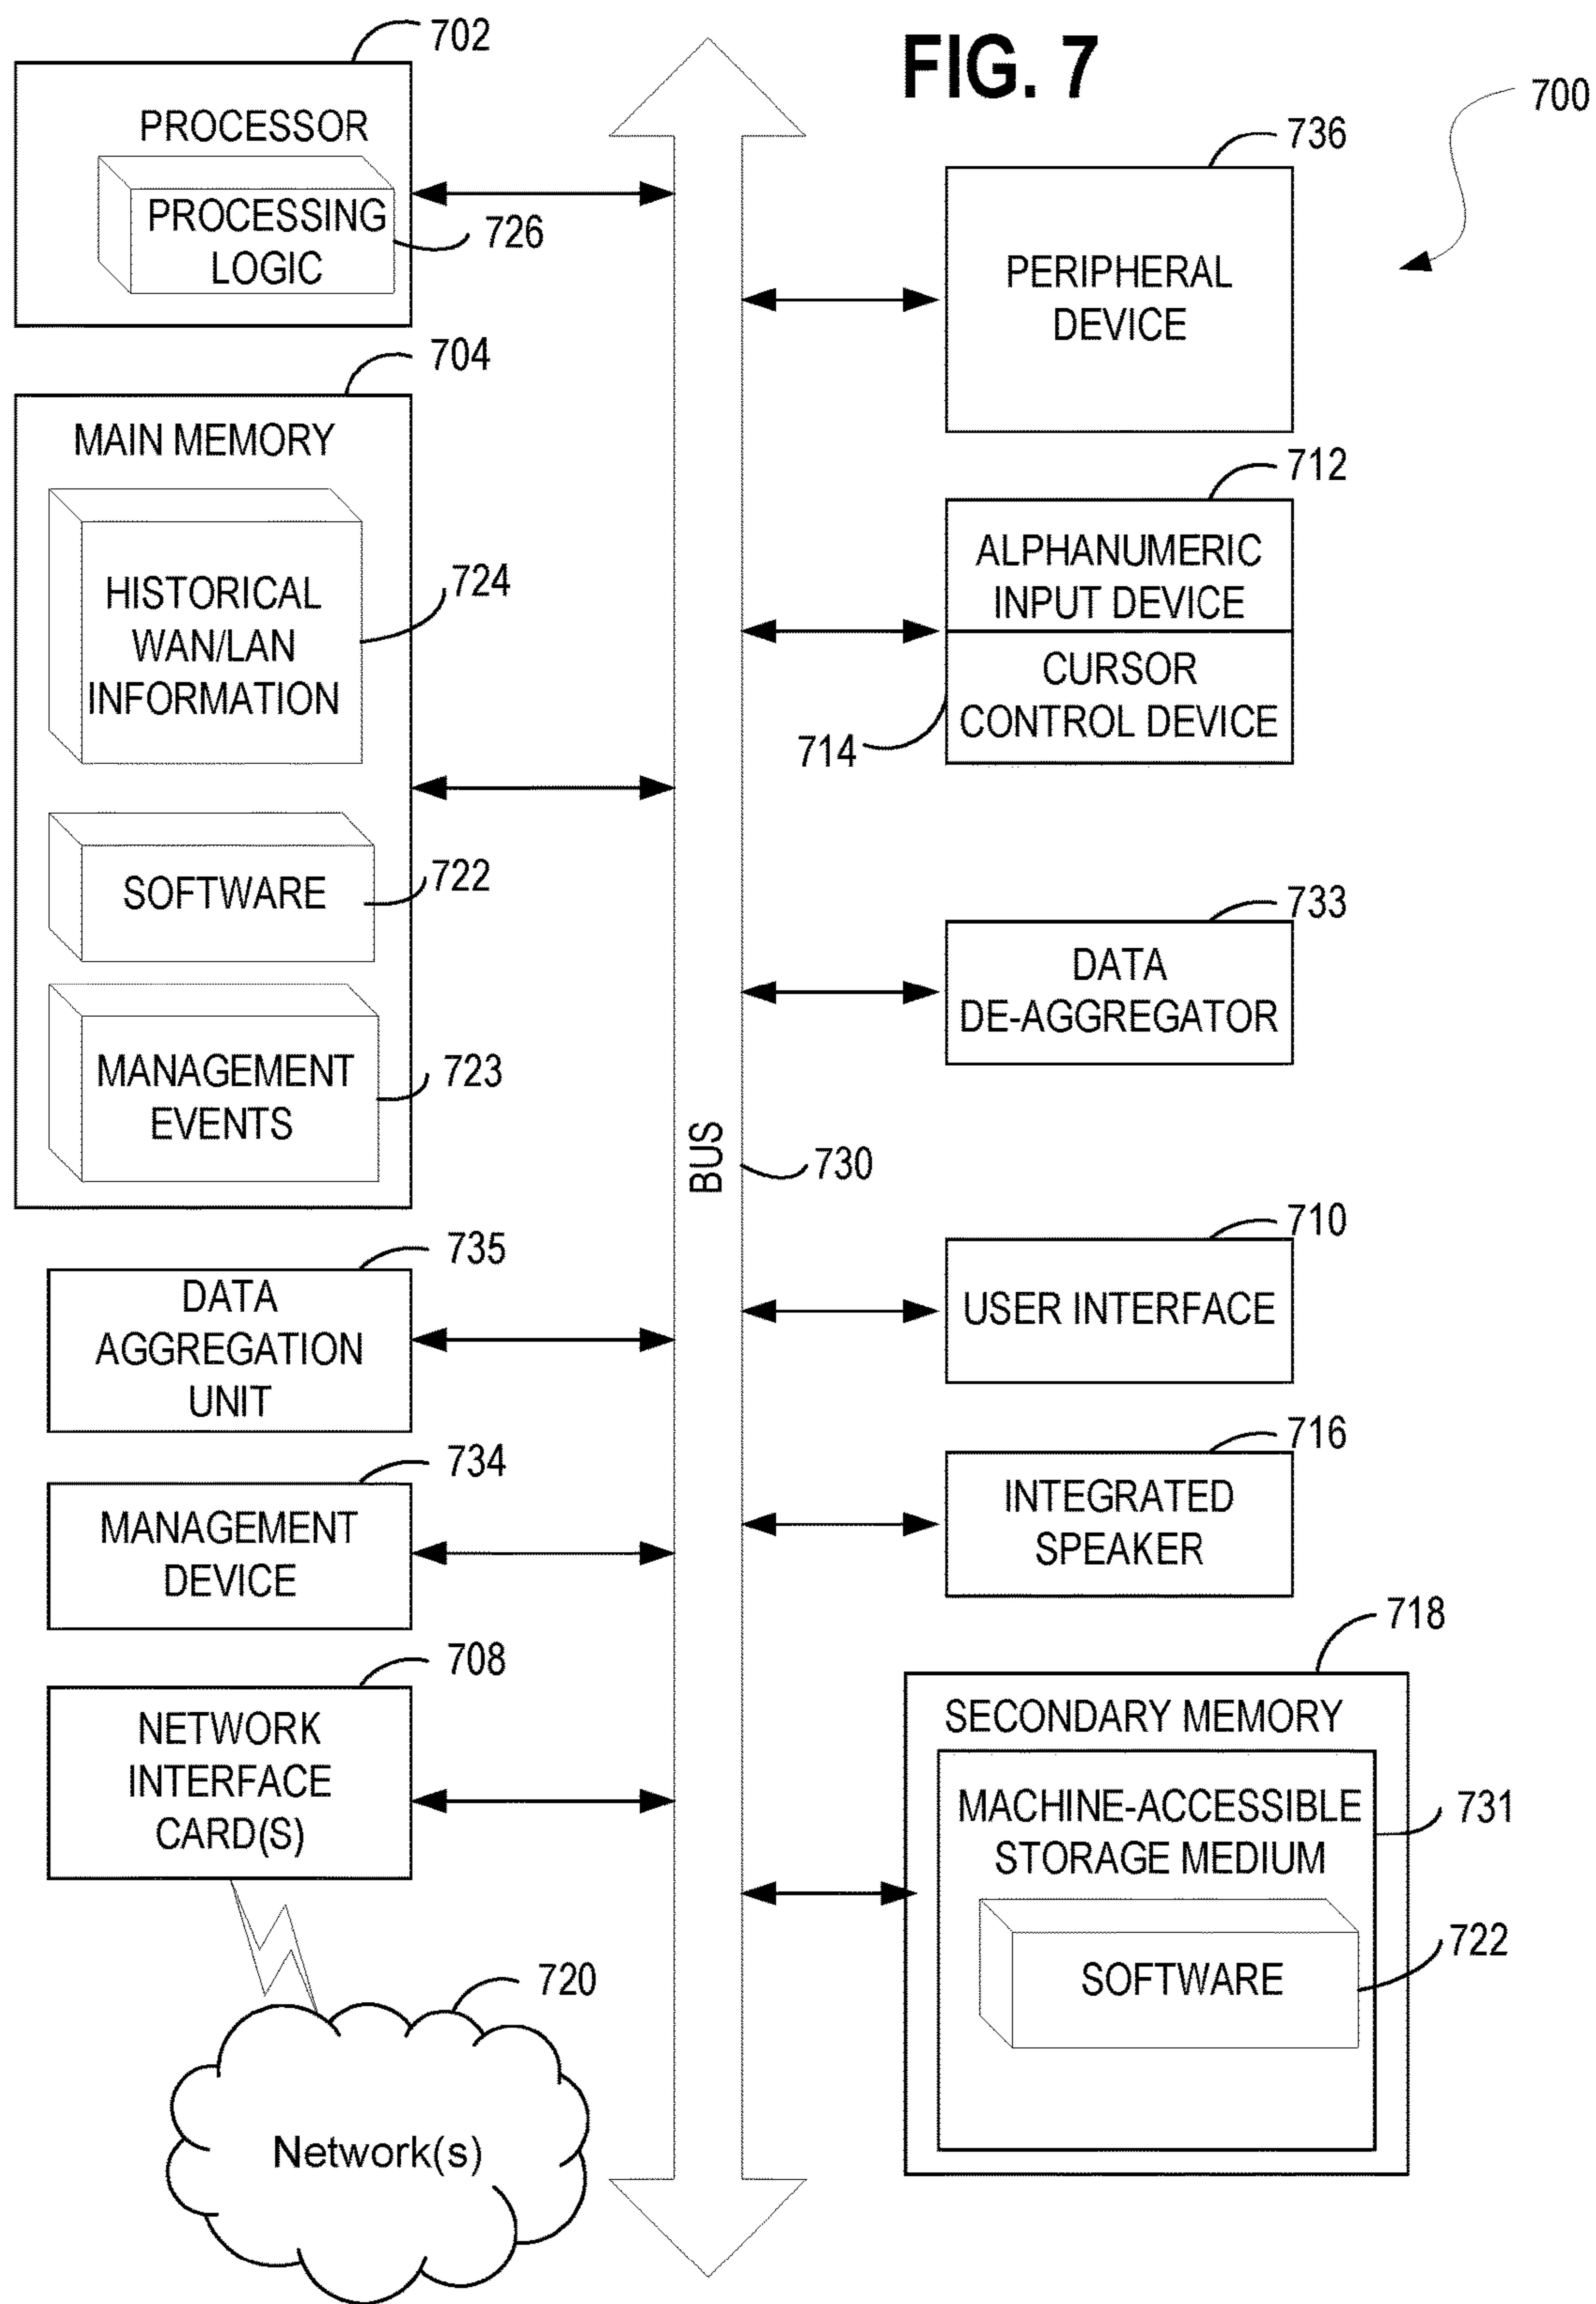 FIG. 7
700
702
PROCESSOR
PROCESSING
LOGIC
726
704
MAIN MEMORY
HISTORICAL
WAN/LAN
INFORMATION
724
SOFTWARE
722
MANAGEMENT
EVENTS
723
735
DATA
AGGREGATION
UNIT
734
MANAGEMENT
DEVICE
708
NETWORK
INTERFACE
CARD(S)
720
Network(s)
BUS
730
736
PERIPHERAL
DEVICE
712
ALPHANUMERIC
INPUT DEVICE
CURSOR
CONTROL DEVICE
714
733
DATA
DE-AGGREGATOR
710
USER INTERFACE
716
INTEGRATED
SPEAKER
718
SECONDARY MEMORY
MACHINE-ACCESSIBLE
STORAGE MEDIUM
731
SOFTWARE
722